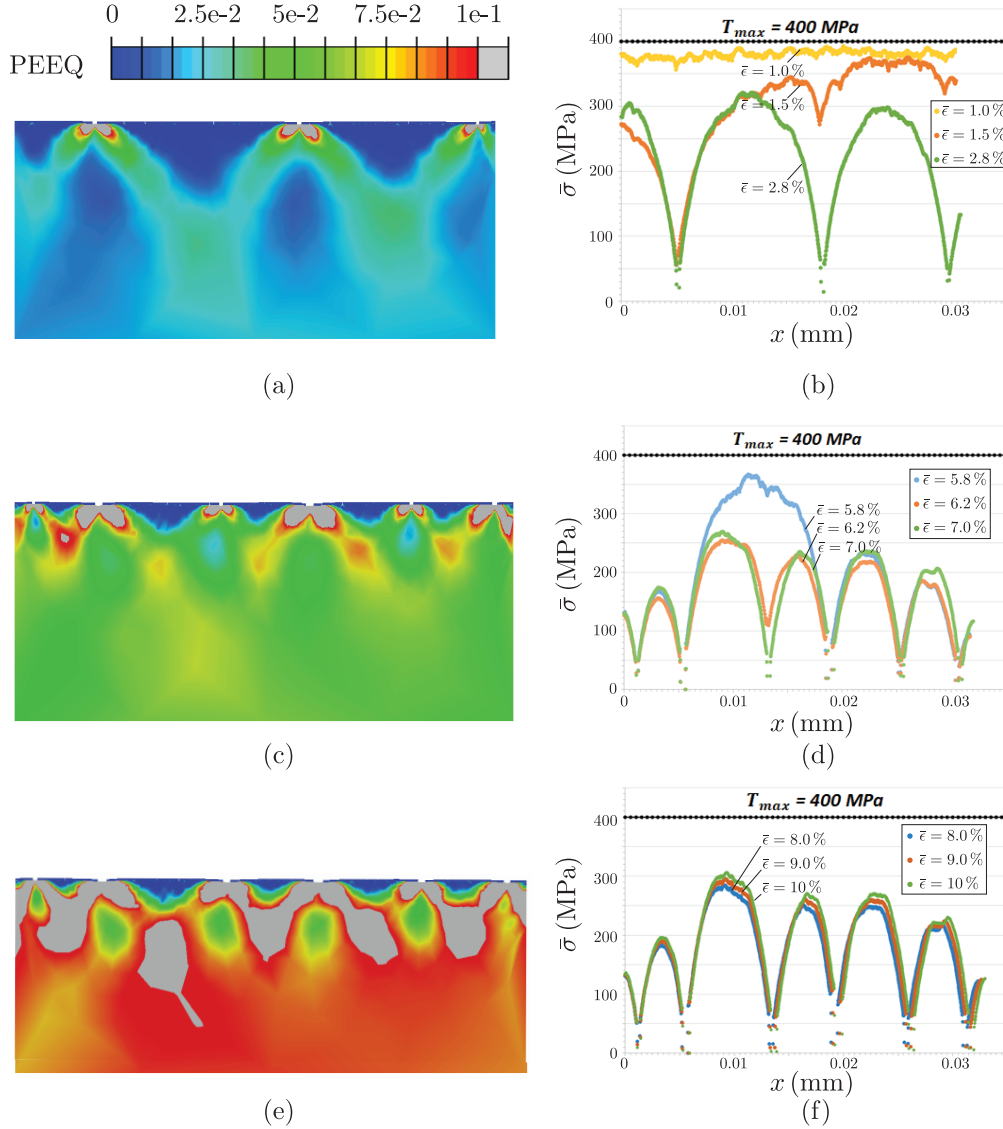 0 2.5e-2 5e-2 7.5e-2 1e-1
PEEQ
(a)
T_max = 400 MPa
400
300
200
100
0
σ̄ (MPa)
ε̄ = 1.0 %
ε̄ = 1.5 %
ε̄ = 2.8 %
ε̄ = 1.0 %
ε̄ = 1.5 %
ε̄ = 2.8 %
0 0.01 0.02 0.03
x (mm)
(b)
(c)
T_max = 400 MPa
400
300
200
100
0
σ̄ (MPa)
ε̄ = 5.8 %
ε̄ = 6.2 %
ε̄ = 7.0 %
ε̄ = 5.8 %
ε̄ = 6.2 %
ε̄ = 7.0 %
0 0.01 0.02 0.03
x (mm)
(d)
(e)
T_max = 400 MPa
400
300
200
100
0
σ̄ (MPa)
ε̄ = 8.0 %
ε̄ = 9.0 %
ε̄ = 10 %
ε̄ = 8.0 %
ε̄ = 9.0 %
ε̄ = 10 %
0 0.01 0.02 0.03
x (mm)
(f)